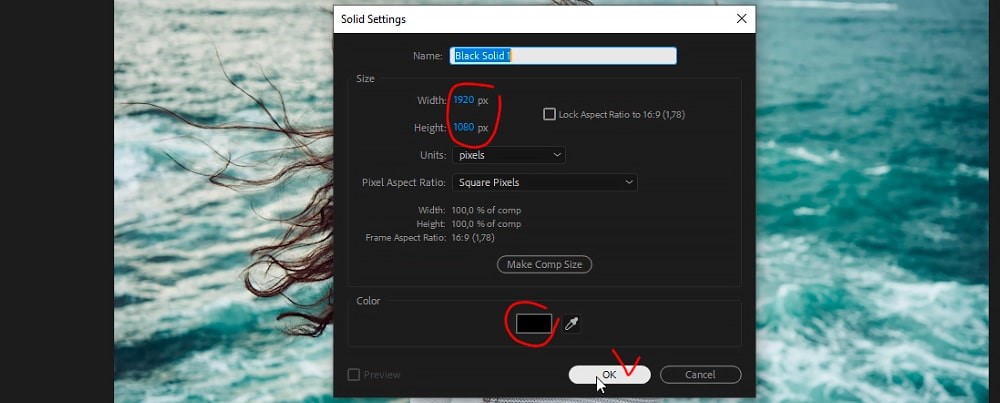 Solid Settings
Name: Black Solid 1
Size
Width: 1920 px
Lock Aspect Ratio to 16:9 (1,78)
Height: 1080 px
Units: pixels
Pixel Aspect Ratio: Square Pixels
Width: 100,0 % of comp
Height: 100,0 % of comp
Frame Aspect Ratio: 16:9 (1,78)
Make Comp Size
Color
Preview
OK
Cancel